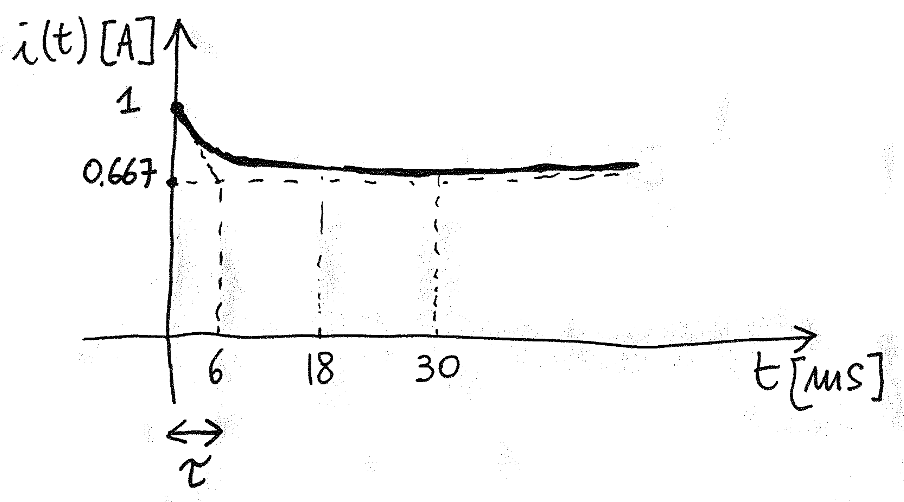 i(t) [A]
1
0.667
6 18 30
t [ms]
τ